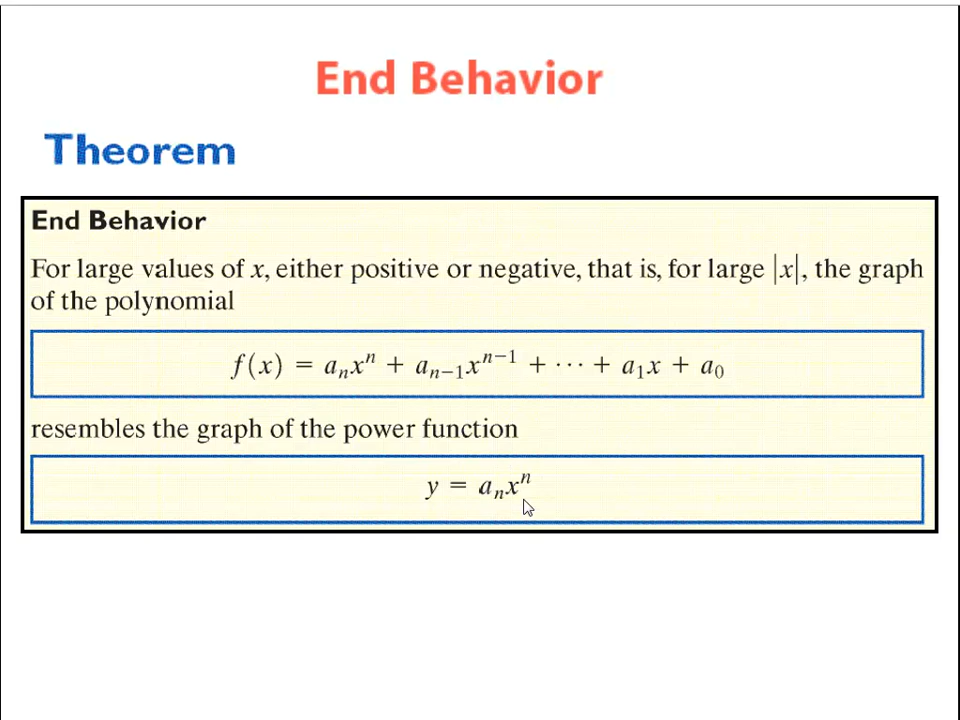 End Behavior
Theorem
End Behavior
For large values of x, either positive or negative, that is, for large |x|, the graph
of the polynomial
f(x) = aₙxⁿ + aₙ₋₁xⁿ⁻¹ + ⋯ + a₁x + a₀
resembles the graph of the power function
y = aₙxⁿ